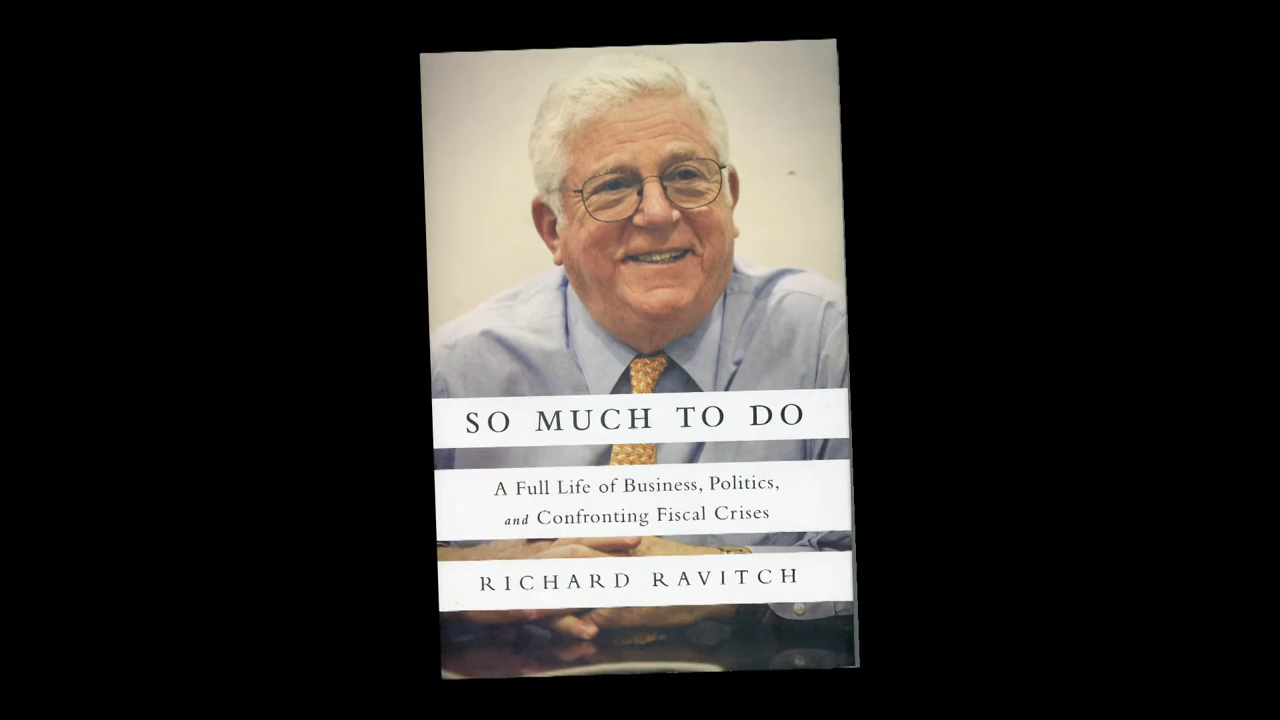 SO MUCH TO DO
A Full Life of Business, Politics,
and Confronting Fiscal Crises
RICHARD RAVITCH